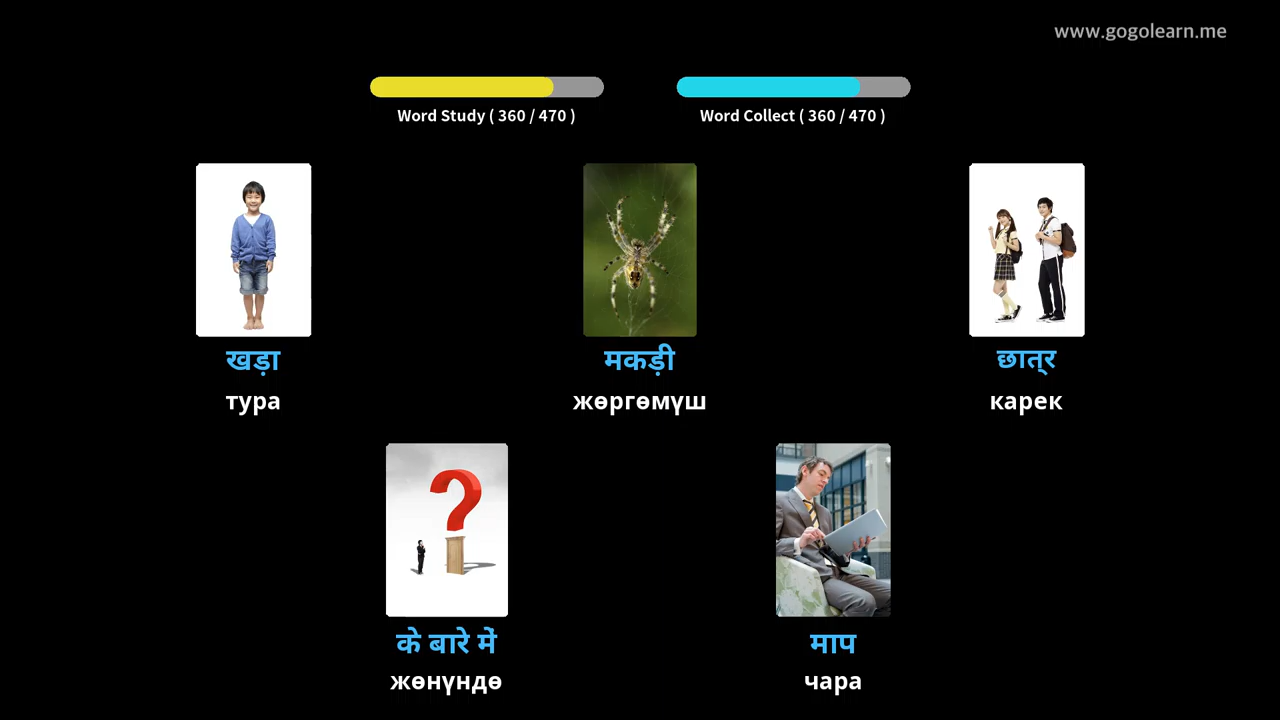 www.gogolearn.me
Word Study ( 360 / 470 )
Word Collect ( 360 / 470 )
खड़ा
मकड़ी
छात्र
тура
жөргөмүш
карек
के बारे में
माप
жөнүндө
чара